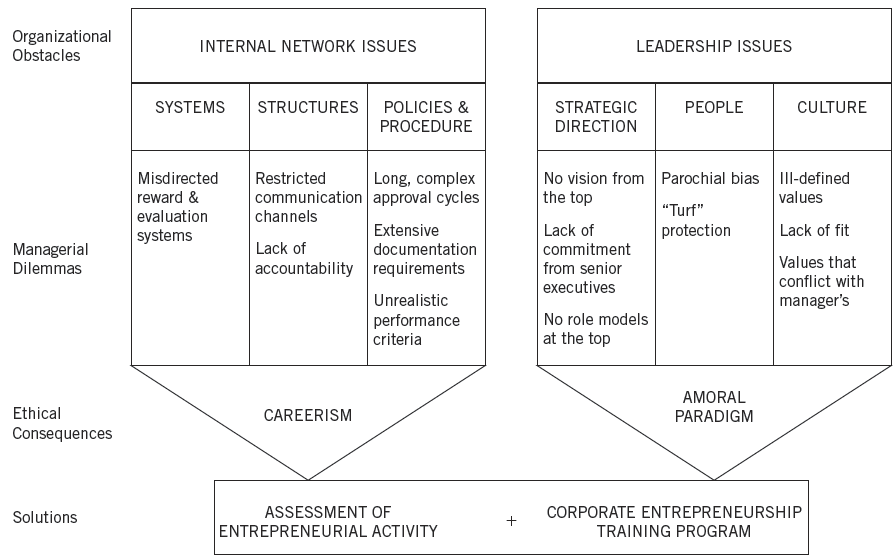 Organizational
Obstacles
INTERNAL NETWORK ISSUES
LEADERSHIP ISSUES
SYSTEMS
STRUCTURES
POLICIES &
PROCEDURE
STRATEGIC
DIRECTION
PEOPLE
CULTURE
Managerial
Dilemmas
Misdirected
reward &
evaluation
systems
Restricted
communication
channels
Lack of
accountability
Long, complex
approval cycles
Extensive
documentation
requirements
Unrealistic
performance
criteria
No vision from
the top
Lack of
commitment
from senior
executives
No role models
at the top
Parochial bias
“Turf”
protection
Ill-defined
values
Lack of fit
Values that
conflict with
manager’s
Ethical
Consequences
CAREERISM
AMORAL
PARADIGM
Solutions
ASSESSMENT OF
ENTREPRENEURIAL ACTIVITY
+
CORPORATE ENTREPRENEURSHIP
TRAINING PROGRAM